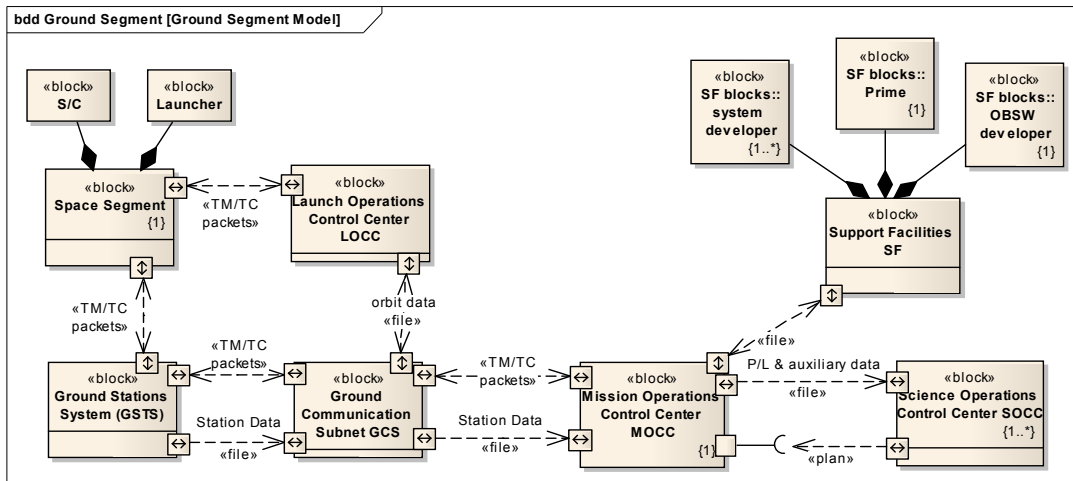 bdd Ground Segment [Ground Segment Model]
«block»
S/C
«block»
Launcher
«block»
SF blocks::
system
developer
{1..*}
«block»
SF blocks::
Prime
{1}
«block»
SF blocks::
OBSW
developer
{1}
«block»
Space Segment
{1}
«TM/TC
packets»
«block»
Launch Operations
Control Center
LOCC
«block»
Support Facilities
SF
«TM/TC
packets»
orbit data
«file»
«file»
«block»
Ground Stations
System (GSTS)
«TM/TC
packets»
Station Data
«file»
«block»
Ground
Communication
Subnet GCS
«TM/TC
packets»
Station Data
«file»
«block»
Mission Operations
Control Center
MOCC
{1}
P/L & auxiliary data
«file»
«plan»
«block»
Science Operations
Control Center SOCC
{1..*}